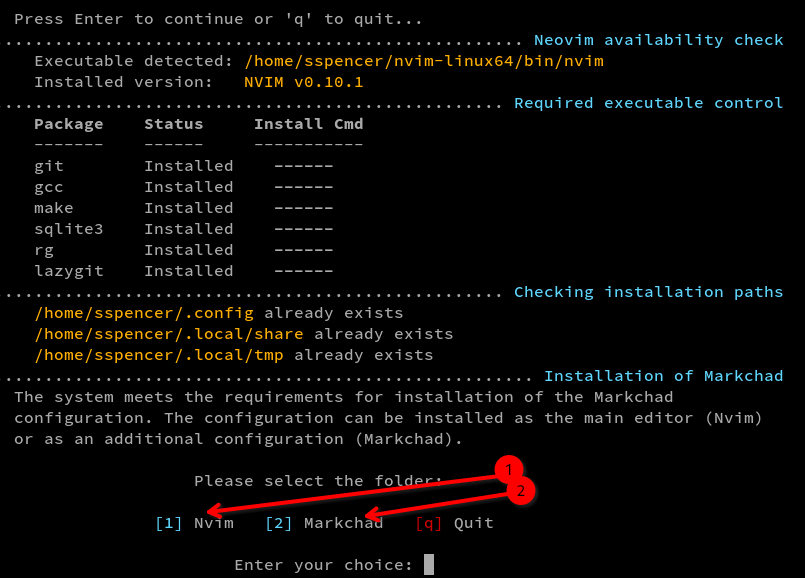 Press Enter to continue or 'q' to quit...
.................................................... Neovim availability check
Executable detected: /home/sspencer/nvim-linux64/bin/nvim
Installed version: NVIM v0.10.1
.................................................. Required executable control
Package Status Install Cmd
------- ------ -----------
git Installed ------
gcc Installed ------
make Installed ------
sqlite3 Installed ------
rg Installed ------
lazygit Installed ------
.................................................. Checking installation paths
/home/sspencer/.config already exists
/home/sspencer/.local/share already exists
/home/sspencer/.local/tmp already exists
..................................................... Installation of Markchad
The system meets the requirements for installation of the Markchad
configuration. The configuration can be installed as the main editor (Nvim)
or as an additional configuration (Markchad).
1
Please select the folder:
2
[1] Nvim [2] Markchad [q] Quit
Enter your choice: